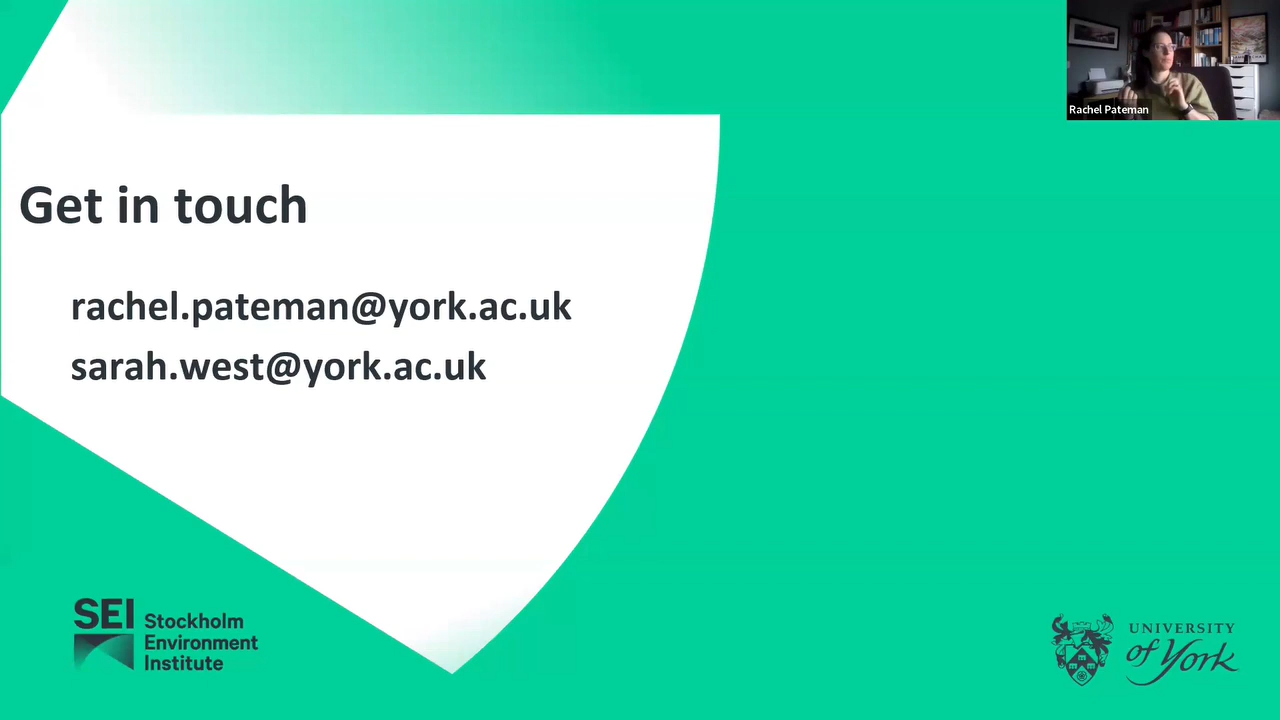 Rachel Pateman
Get in touch
rachel.pateman@york.ac.uk
sarah.west@york.ac.uk
SEI
Stockholm
Environment
Institute
UNIVERSITY
of York